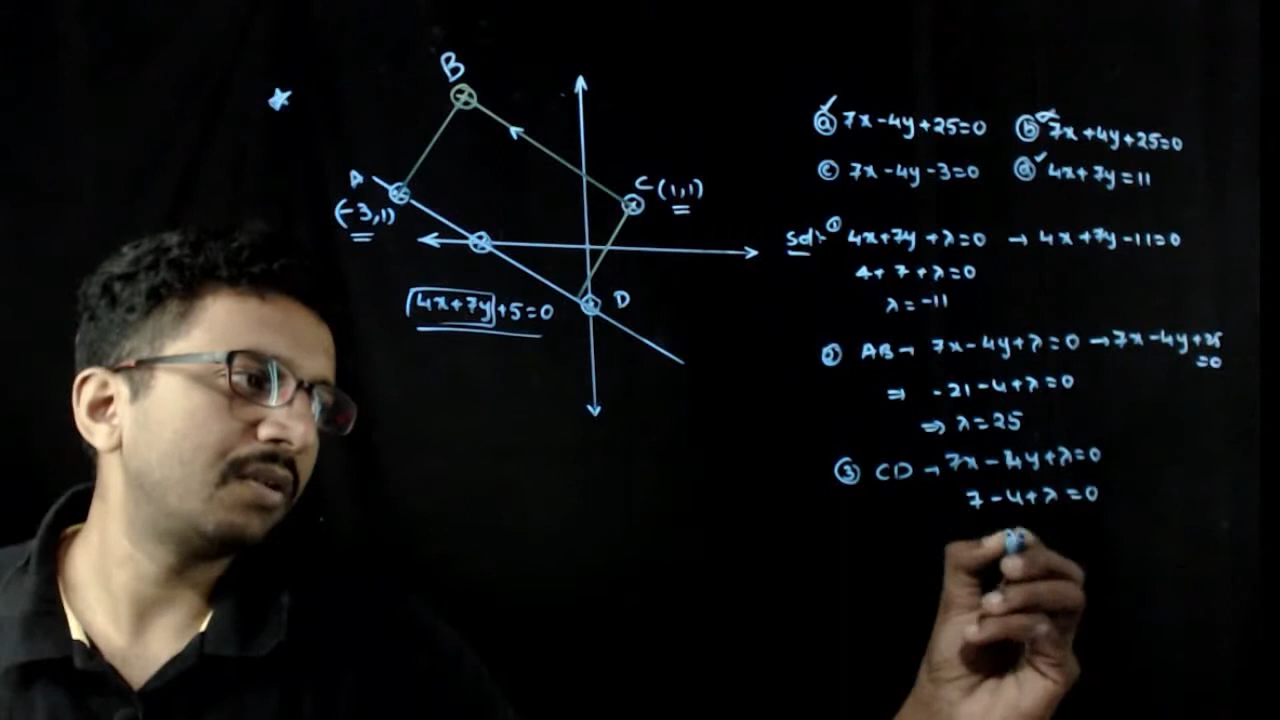 B
A
(-3,1)
C (1,1)
D
4x+7y+5=0
ⓐ 7x-4y+25=0 ⓑ 7x+4y+25=0
ⓒ 7x-4y-3=0 ⓓ 4x+7y=11
Sol:- ① 4x+7y+λ=0 → 4x+7y-11=0
4+7+λ=0
λ=-11
② AB → 7x-4y+λ=0 → 7x-4y+25
=0
⇒ -21-4+λ=0
⇒ λ=25
③ CD → 7x-4y+λ=0
7-4+λ=0